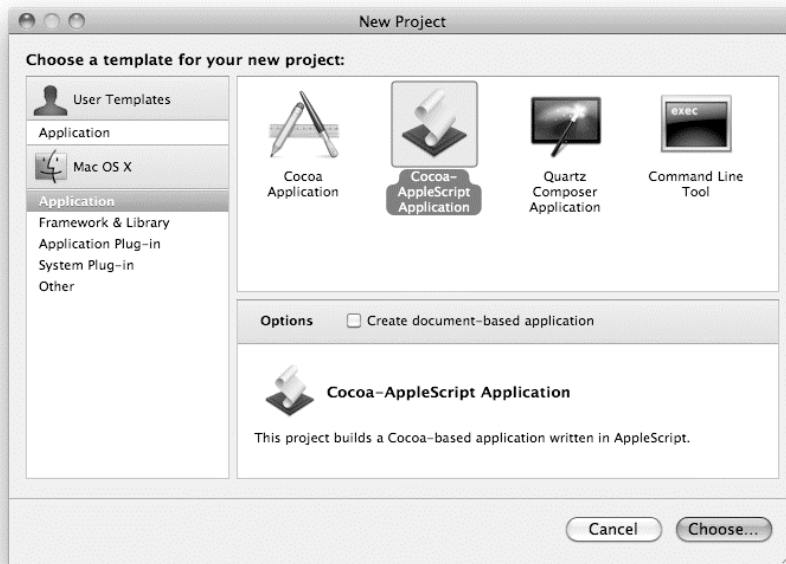 New Project
Choose a template for your new project:
User Templates
Application
Mac OS X
Application
Framework & Library
Application Plug-in
System Plug-in
Other
Cocoa
Application
Cocoa-
AppleScript
Application
Quartz
Composer
Application
exec
Command Line
Tool
Options
Create document-based application
Cocoa-AppleScript Application
This project builds a Cocoa-based application written in AppleScript.
Cancel
Choose...